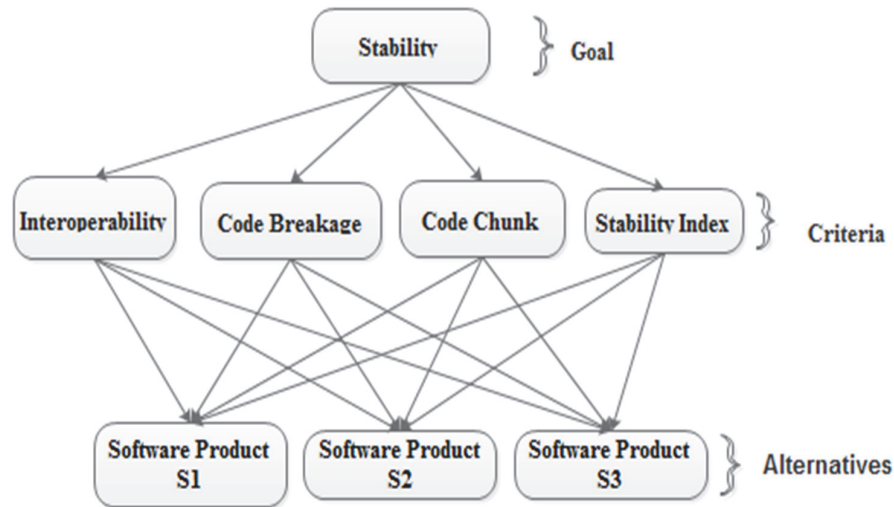 Stability
Goal
Interoperability
Code Breakage
Code Chunk
Stability Index
Criteria
Software Product
S1
Software Product
S2
Software Product
S3
Alternatives